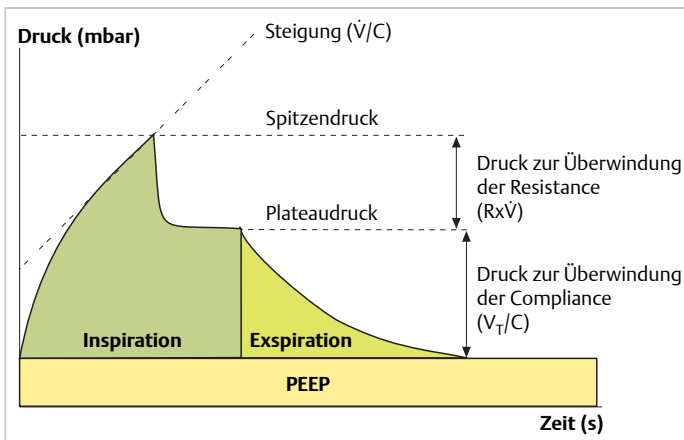 Druck (mbar)
Steigung (V̇/C)
Spitzendruck
Druck zur Überwindung
der Resistance
(RxV̇)
Plateaudruck
Druck zur Überwindung
der Compliance
(V_T/C)
Inspiration
Exspiration
PEEP
Zeit (s)